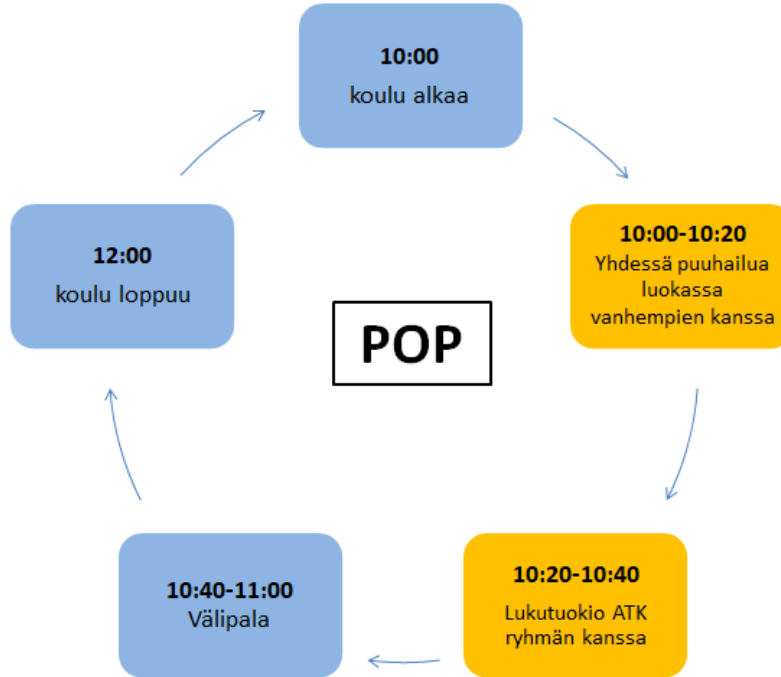 10:00
koulu alkaa
10:00-10:20
Yhdessä puuhailua
luokassa
vanhempien kanssa
10:20-10:40
Lukutuokio ATK
ryhmän kanssa
10:40-11:00
Välipala
12:00
koulu loppuu
POP